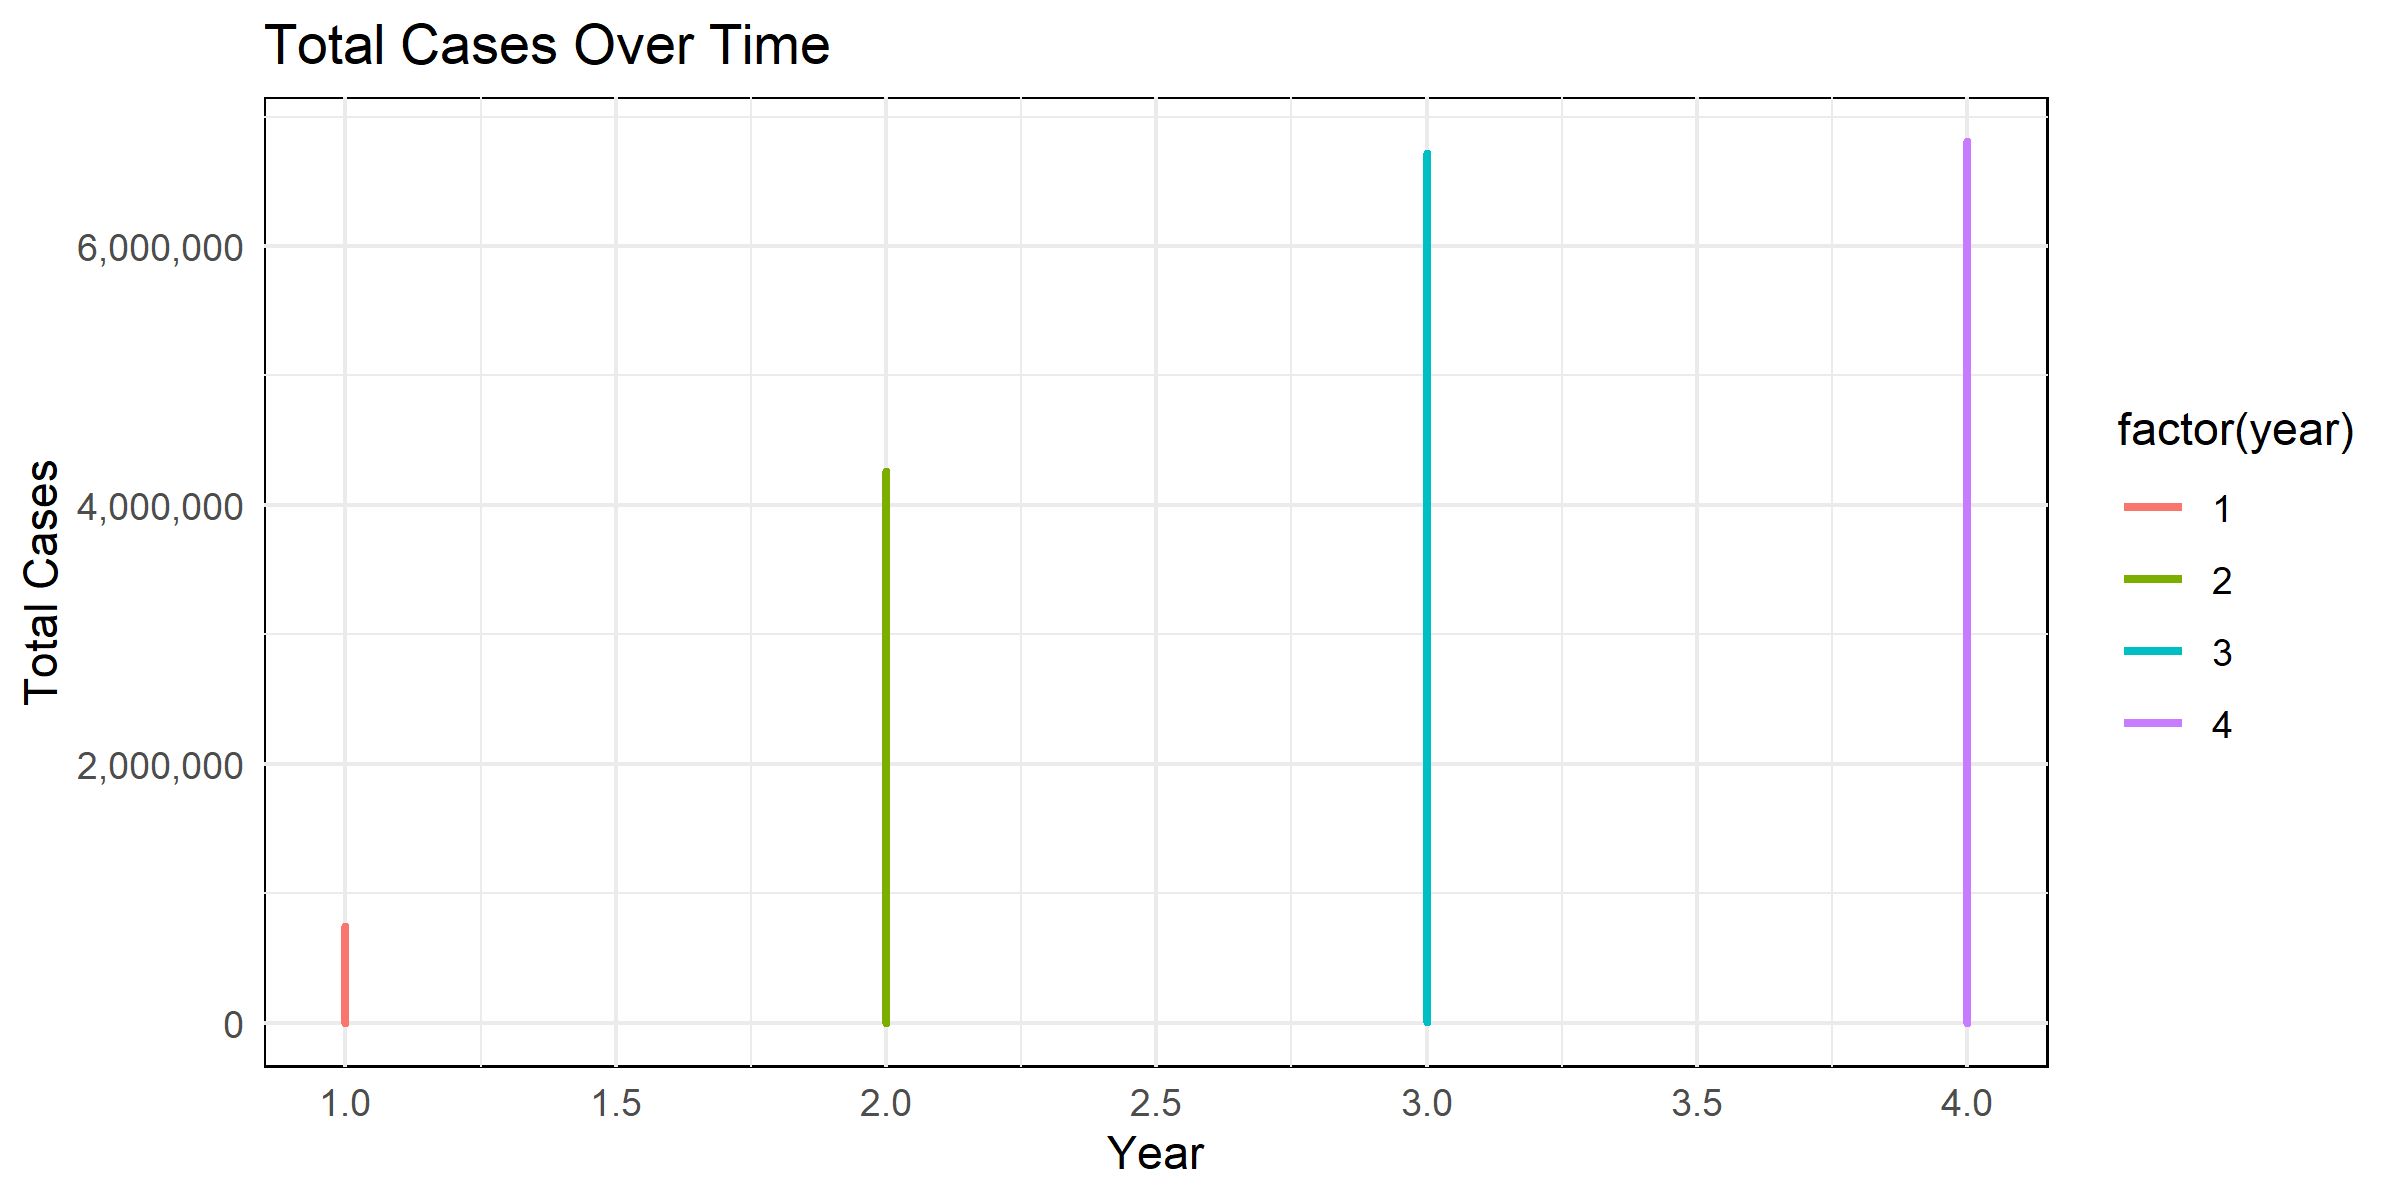 Total Cases Over Time
Total Cases
6,000,000
4,000,000
2,000,000
0
1.0 1.5 2.0 2.5 3.0 3.5 4.0
Year
factor(year)
1
2
3
4